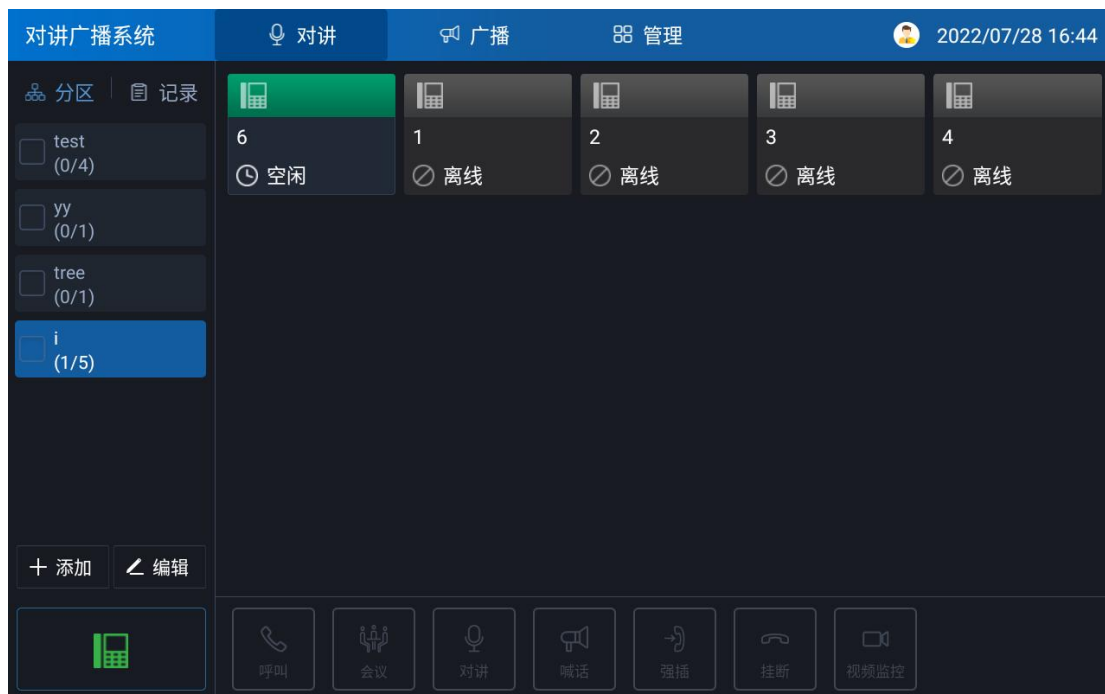 对讲广播系统
对讲
广播
管理
2022/07/28 16:44
分区
记录
test
(0/4)
yy
(0/1)
tree
(0/1)
i
(1/5)
添加
编辑
6
空闲
1
离线
2
离线
3
离线
4
离线
呼叫
会议
对讲
喊话
强插
挂断
视频监控